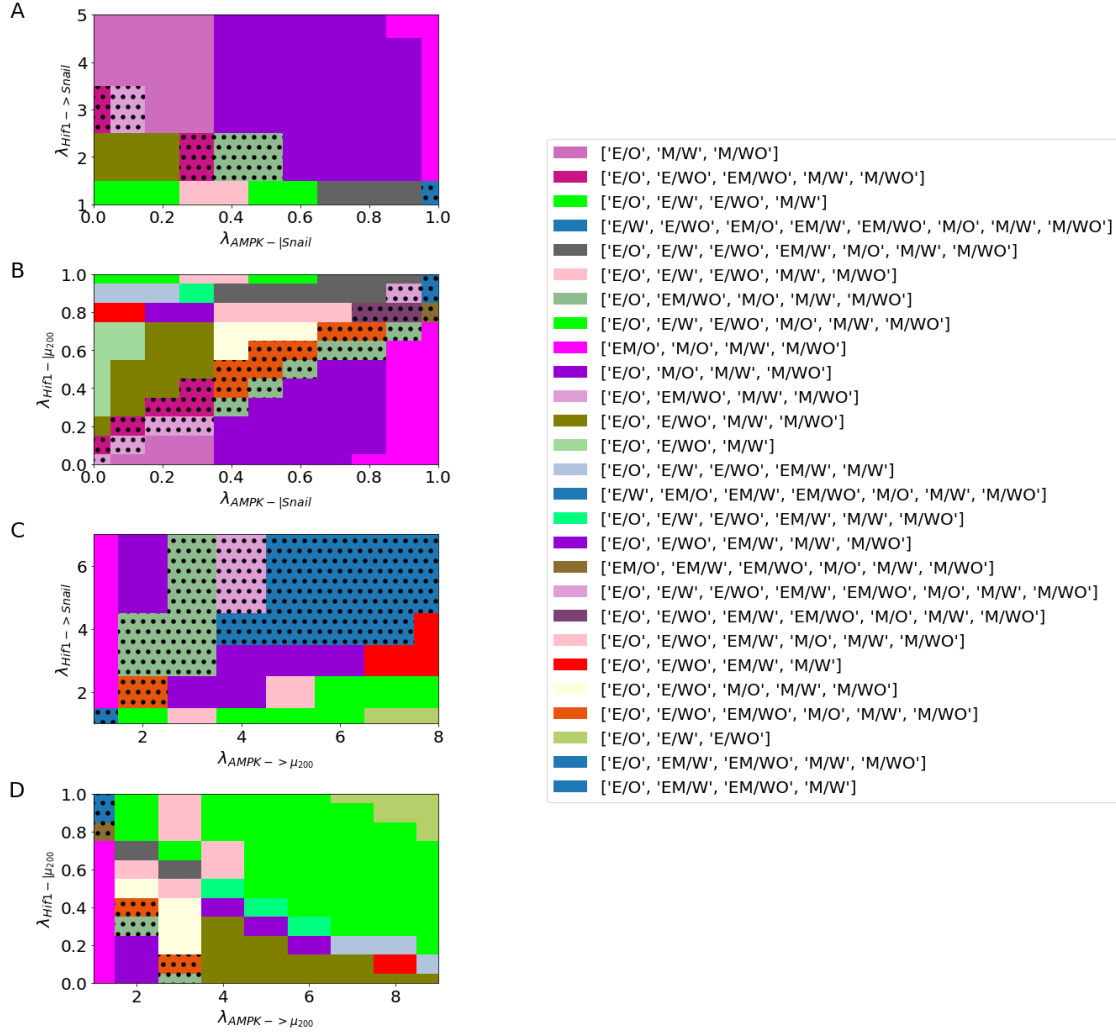 A
5
4
3
2
1
λHif1−> Snail
0.0 0.2 0.4 0.6 0.8 1.0
λAMPK−|Snail
B
1.0
0.8
0.6
0.4
0.2
0.0
λHif1−|μ200
0.0 0.2 0.4 0.6 0.8 1.0
λAMPK−|Snail
C
6
4
2
λHif1−> Snail
2 4 6 8
λAMPK−> μ200
D
1.0
0.8
0.6
0.4
0.2
0.0
λHif1−|μ200
2 4 6 8
λAMPK−> μ200
['E/O', 'M/W', 'M/WO']
['E/O', 'E/WO', 'EM/WO', 'M/W', 'M/WO']
['E/O', 'E/W', 'E/WO', 'M/W']
['E/W', 'E/WO', 'EM/O', 'EM/W', 'EM/WO', 'M/O', 'M/W', 'M/WO']
['E/O', 'E/W', 'E/WO', 'EM/W', 'M/O', 'M/W', 'M/WO']
['E/O', 'E/W', 'E/WO', 'M/W', 'M/WO']
['E/O', 'EM/WO', 'M/O', 'M/W', 'M/WO']
['E/O', 'E/W', 'E/WO', 'M/O', 'M/W', 'M/WO']
['EM/O', 'M/O', 'M/W', 'M/WO']
['E/O', 'M/O', 'M/W', 'M/WO']
['E/O', 'EM/WO', 'M/W', 'M/WO']
['E/O', 'E/WO', 'M/W', 'M/WO']
['E/O', 'E/WO', 'M/W']
['E/O', 'E/W', 'E/WO', 'EM/W', 'M/W']
['E/W', 'EM/O', 'EM/W', 'EM/WO', 'M/O', 'M/W', 'M/WO']
['E/O', 'E/W', 'E/WO', 'EM/W', 'M/W', 'M/WO']
['E/O', 'E/WO', 'EM/W', 'M/W', 'M/WO']
['EM/O', 'EM/W', 'EM/WO', 'M/O', 'M/W', 'M/WO']
['E/O', 'E/W', 'E/WO', 'EM/W', 'EM/WO', 'M/O', 'M/W', 'M/WO']
['E/O', 'E/WO', 'EM/W', 'EM/WO', 'M/O', 'M/W', 'M/WO']
['E/O', 'E/WO', 'EM/W', 'M/O', 'M/W', 'M/WO']
['E/O', 'E/WO', 'EM/W', 'M/W']
['E/O', 'E/WO', 'M/O', 'M/W', 'M/WO']
['E/O', 'E/WO', 'EM/WO', 'M/O', 'M/W', 'M/WO']
['E/O', 'E/W', 'E/WO']
['E/O', 'EM/W', 'EM/WO', 'M/W', 'M/WO']
['E/O', 'EM/W', 'EM/WO', 'M/W']